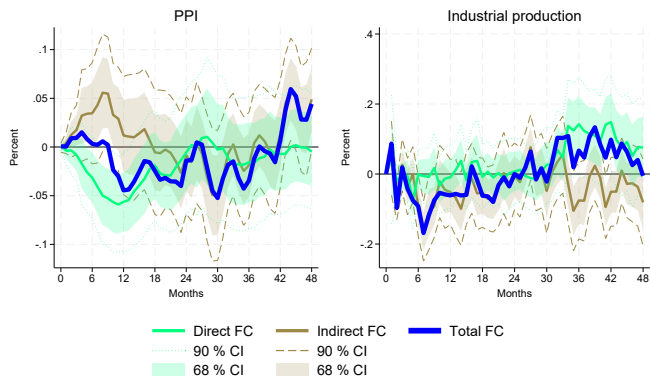 PPI
.1
.05
0
-.05
-.1
Percent
0 6 12 18 24 30 36 42 48
Months
Industrial production
.4
.2
0
-.2
Percent
0 6 12 18 24 30 36 42 48
Months
Direct FC Indirect FC Total FC
90 % CI 90 % CI
68 % CI 68 % CI